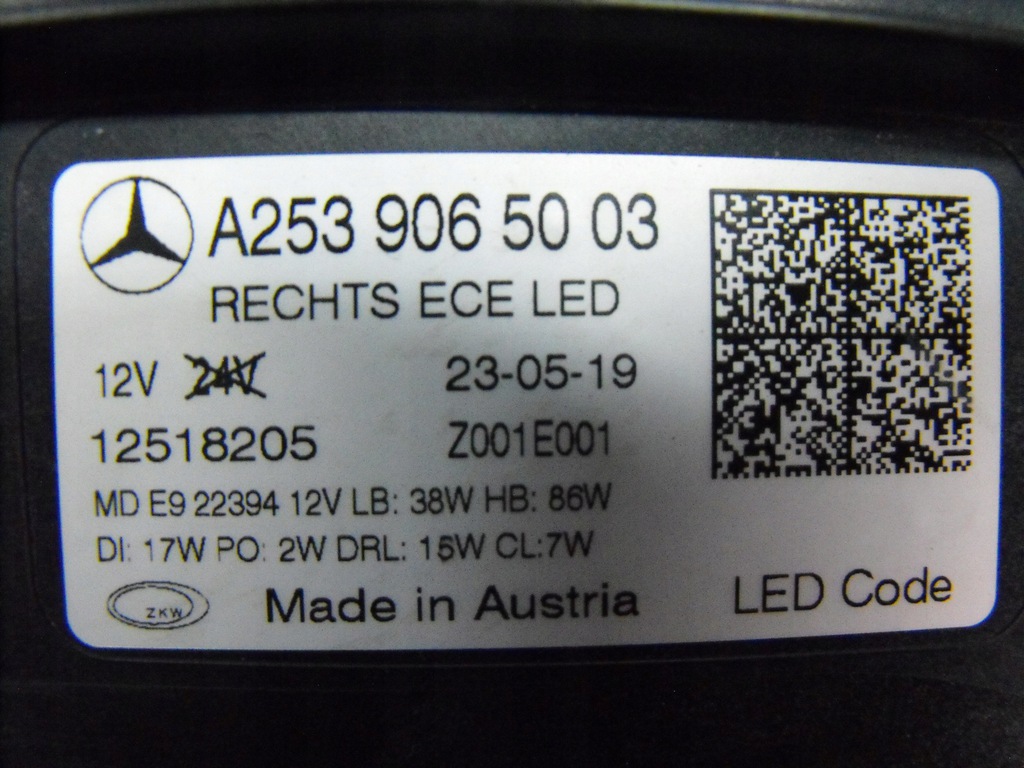 A253 906 50 03
RECHTS ECE LED
12V 24V 23-05-19
12518205 Z001E001
MD E9 22394 12V LB: 38W HB: 86W
DI: 17W PO: 2W DRL: 15W CL:7W
ZKW Made in Austria LED Code